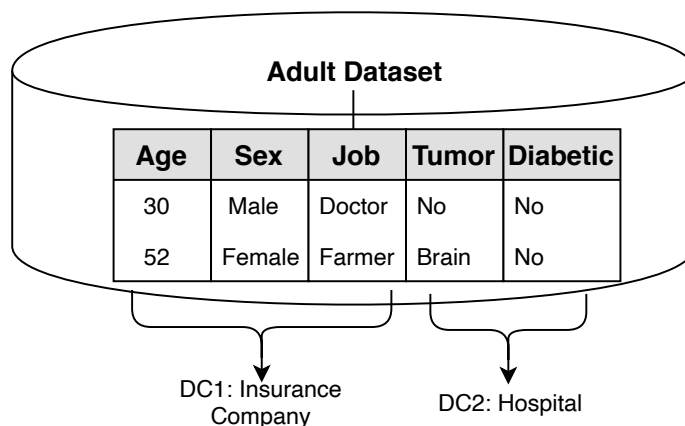 Adult Dataset
Age Sex Job Tumor Diabetic
30 Male Doctor No No
52 Female Farmer Brain No
DC1: Insurance
Company
DC2: Hospital